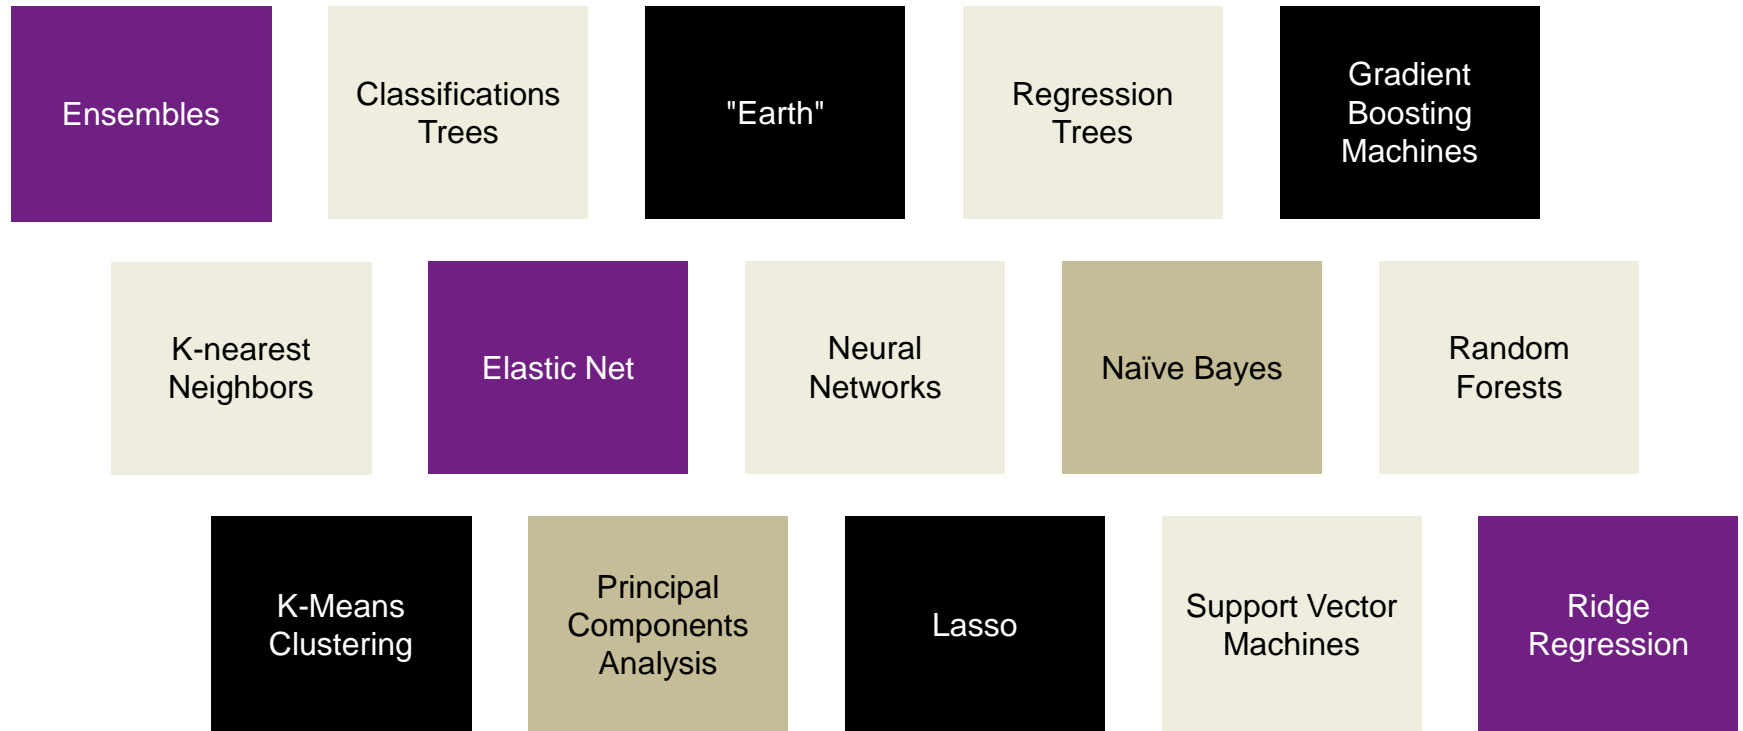 Ensembles
Classifications
Trees
"Earth"
Regression
Trees
Gradient
Boosting
Machines
K-nearest
Neighbors
Elastic Net
Neural
Networks
Naïve Bayes
Random
Forests
K-Means
Clustering
Principal
Components
Analysis
Lasso
Support Vector
Machines
Ridge
Regression